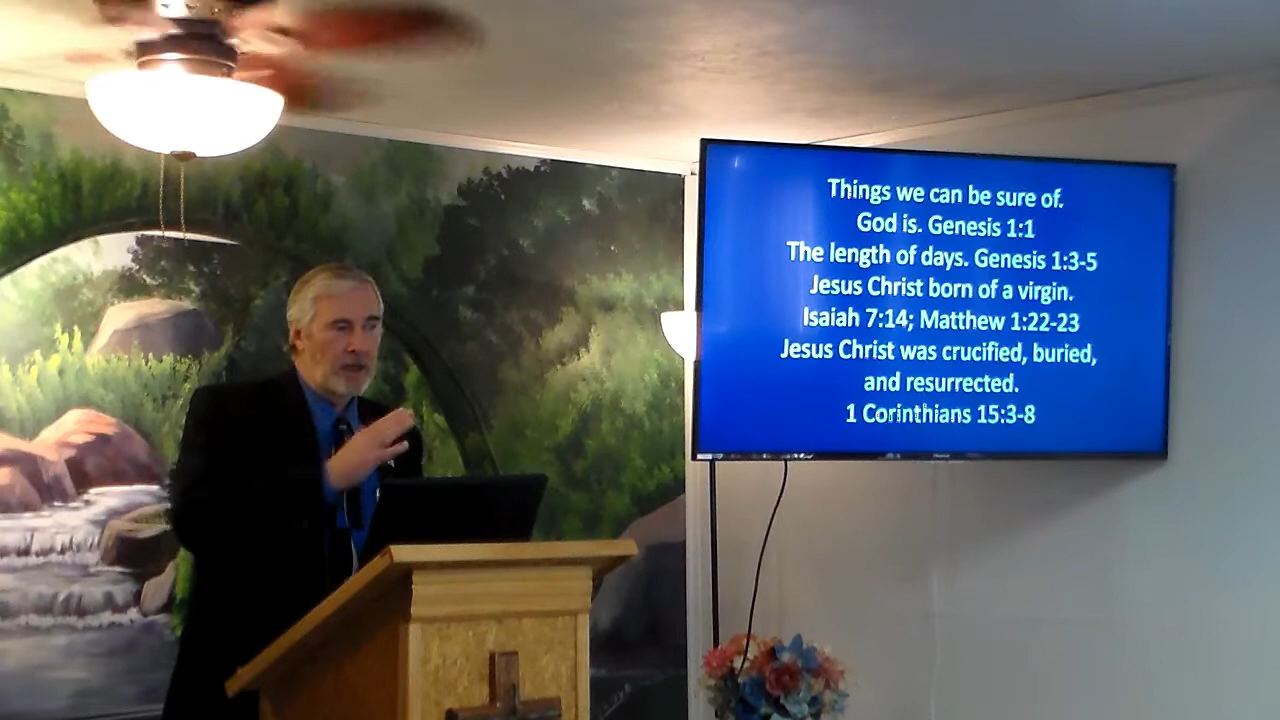 Things we can be sure of.
God is. Genesis 1:1
The length of days. Genesis 1:3-5
Jesus Christ born of a virgin.
Isaiah 7:14; Matthew 1:22-23
Jesus Christ was crucified, buried,
and resurrected.
1 Corinthians 15:3-8